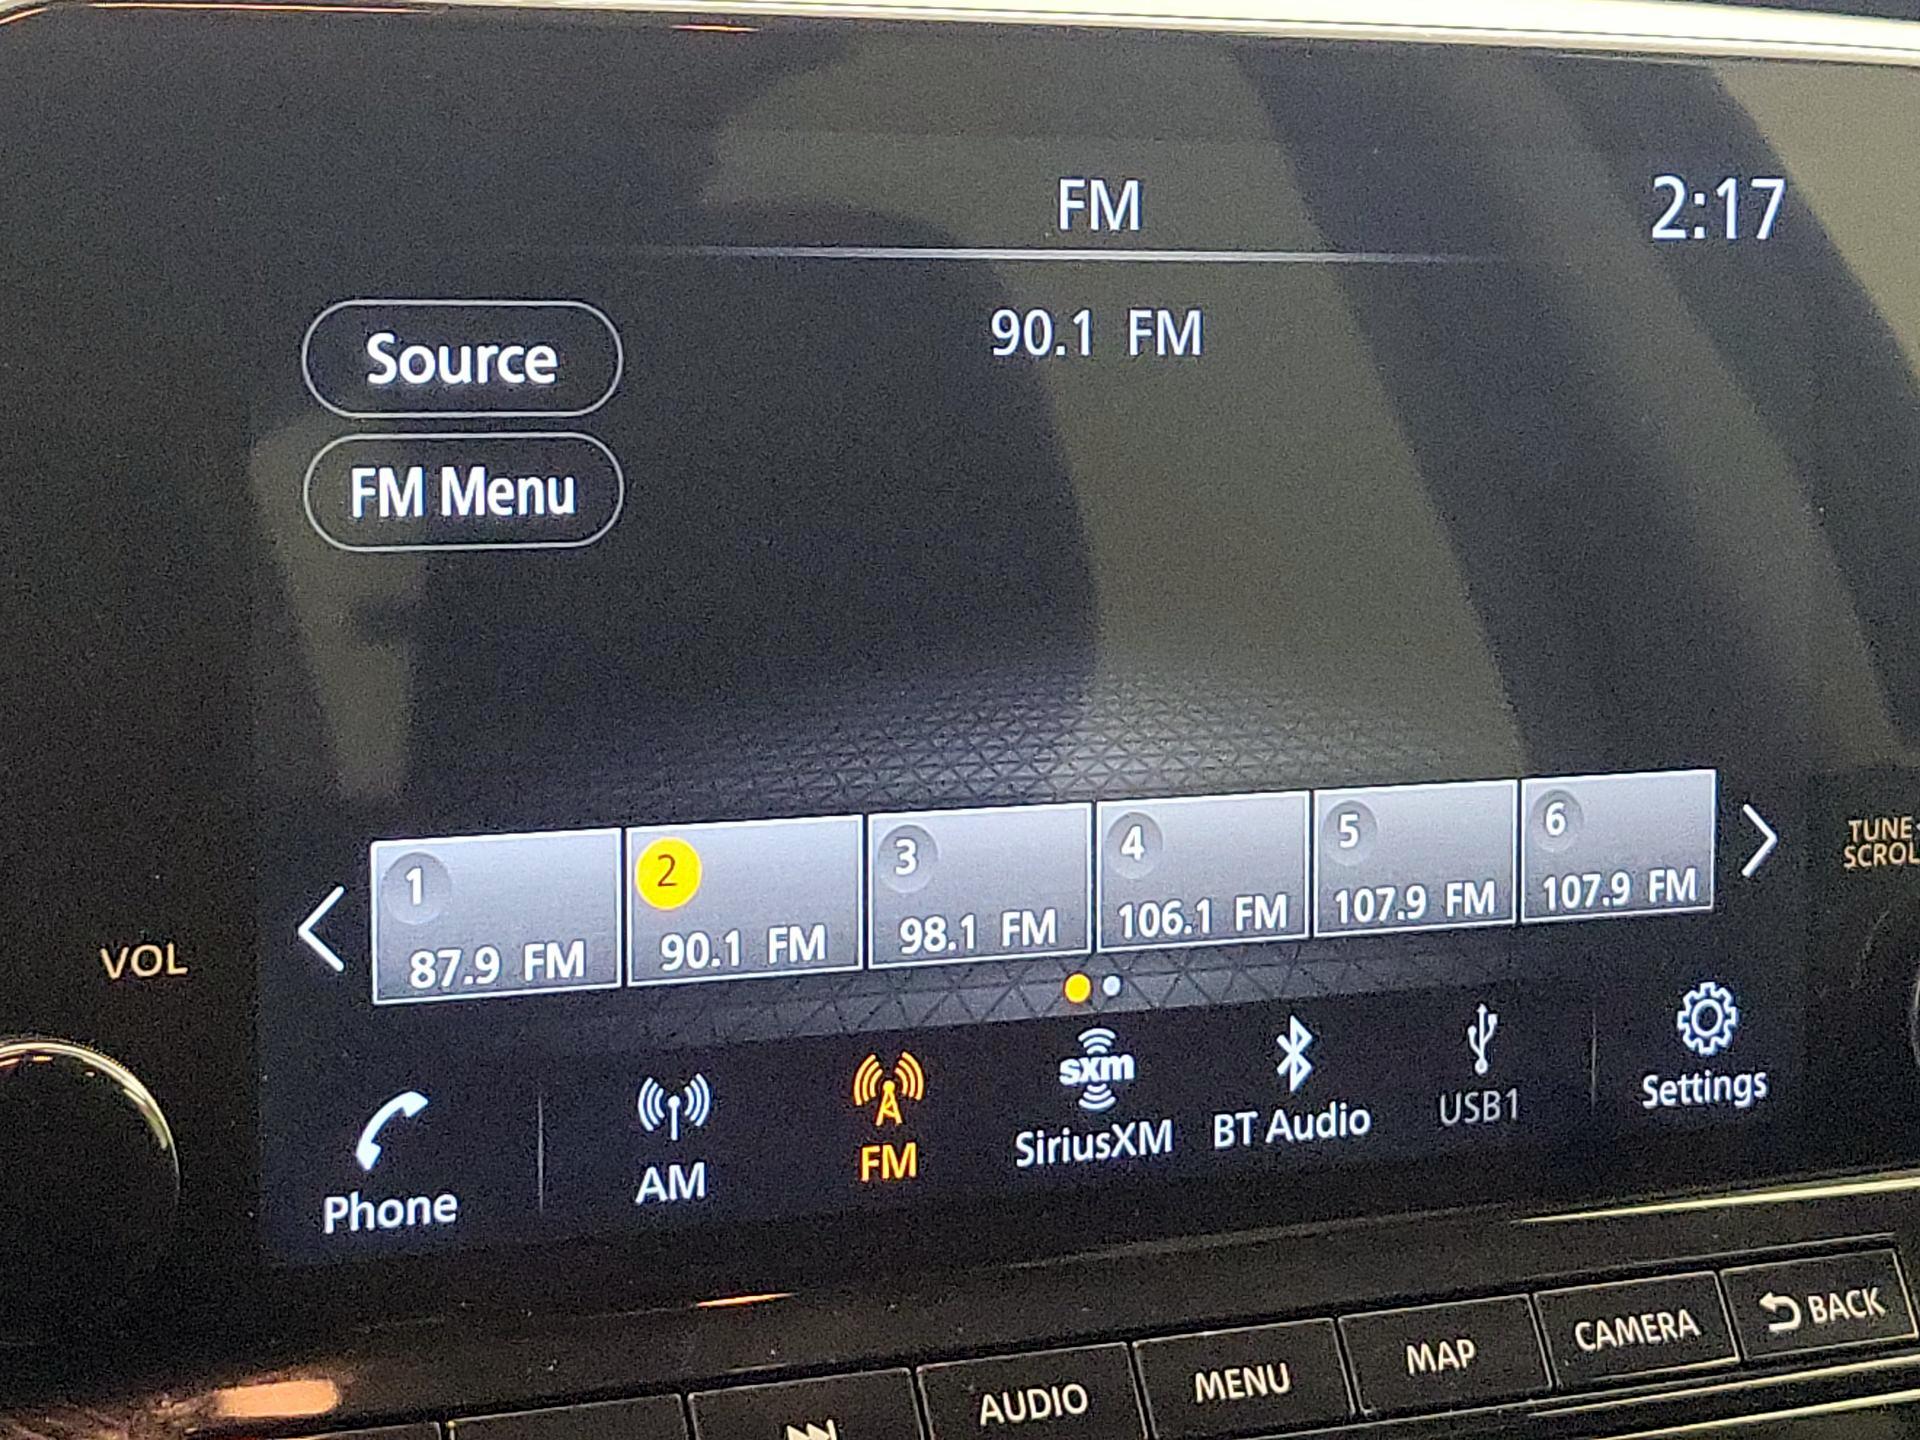 FM
2:17
Source
90.1 FM
FM Menu
1
87.9 FM
2
90.1 FM
3
98.1 FM
4
106.1 FM
5
107.9 FM
6
107.9 FM
TUNE
SCROL
VOL
Phone
AM
FM
sxm
SiriusXM
BT Audio
USB1
Settings
AUDIO
MENU
MAP
CAMERA
BACK